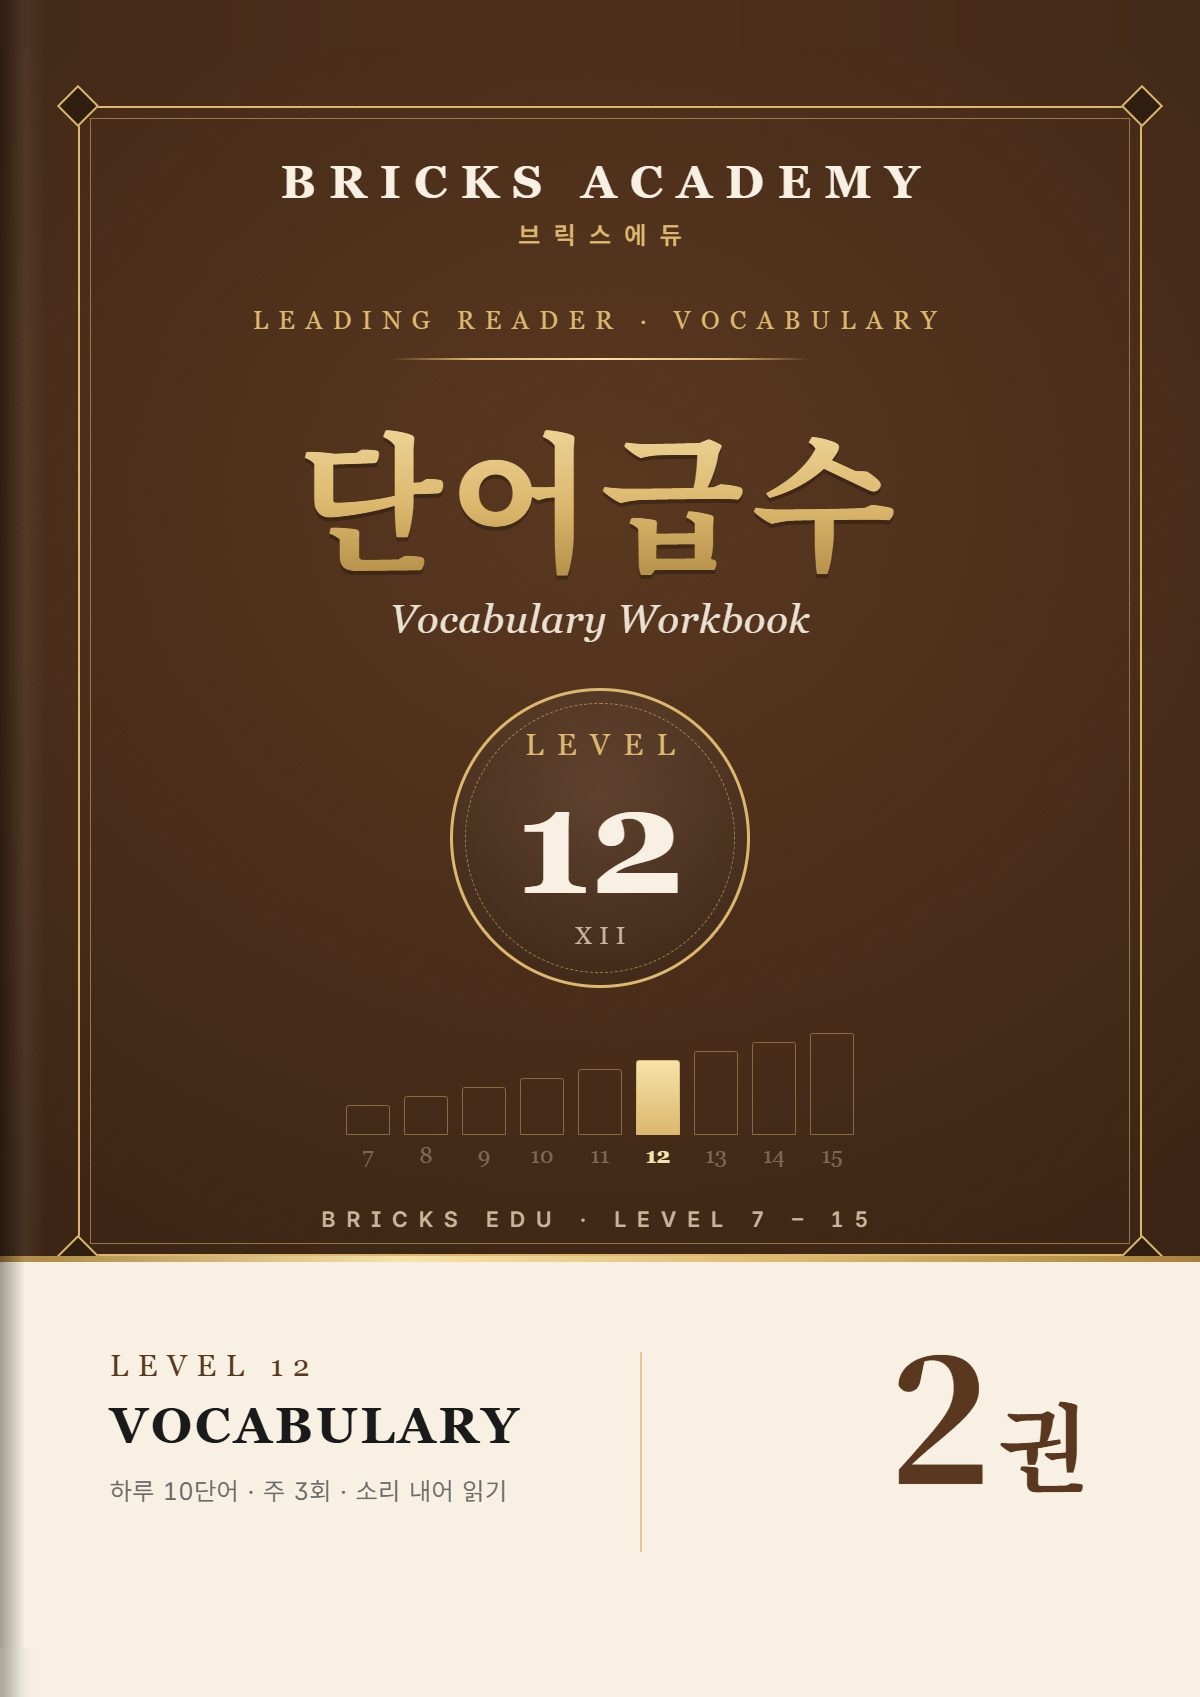 BRICKS ACADEMY
브릭스에듀
LEADING READER · VOCABULARY
단어급수
Vocabulary Workbook
LEVEL
12
XII
7 8 9 10 11 12 13 14 15
BRICKS EDU · LEVEL 7 – 15
LEVEL 12
VOCABULARY
하루 10단어 · 주 3회 · 소리 내어 읽기
2권